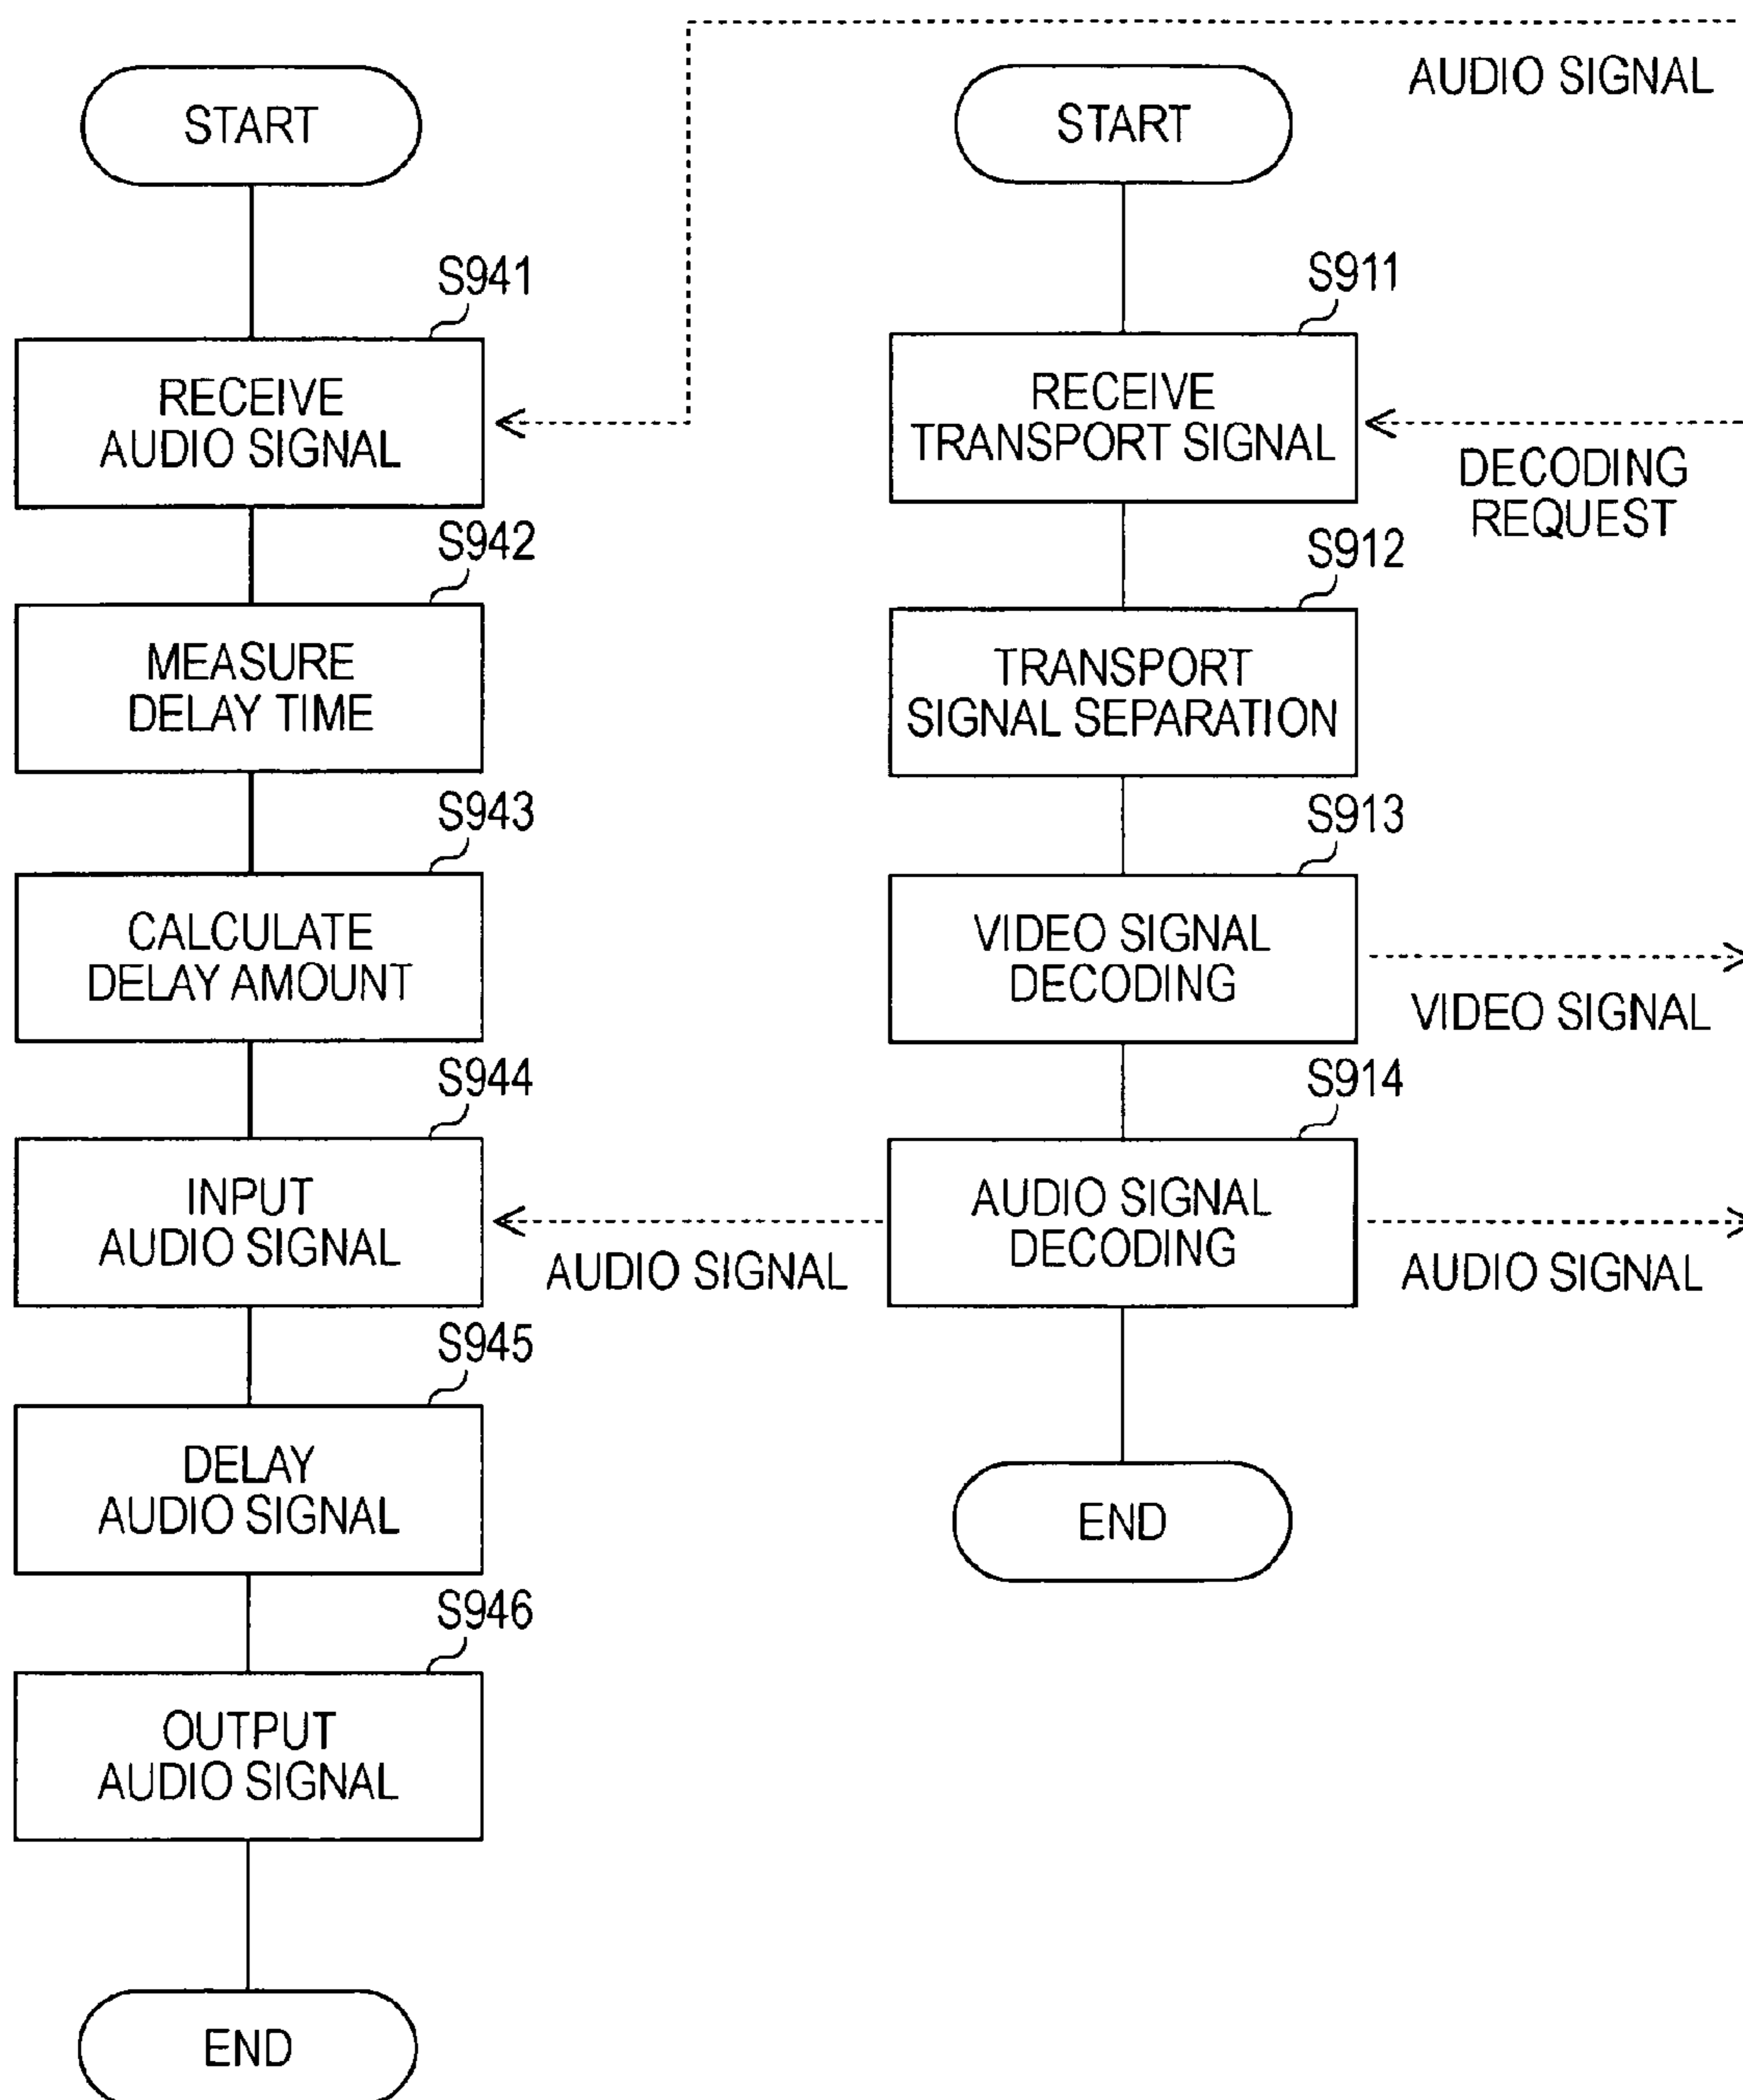 AUDIO SIGNAL
START
S941
RECEIVE
AUDIO SIGNAL
S942
MEASURE
DELAY TIME
S943
CALCULATE
DELAY AMOUNT
S944
INPUT
AUDIO SIGNAL
AUDIO SIGNAL
S945
DELAY
AUDIO SIGNAL
S946
OUTPUT
AUDIO SIGNAL
END
START
S911
RECEIVE
TRANSPORT SIGNAL
DECODING
REQUEST
S912
TRANSPORT
SIGNAL SEPARATION
S913
VIDEO SIGNAL
DECODING
VIDEO SIGNAL
S914
AUDIO SIGNAL
DECODING
AUDIO SIGNAL
END